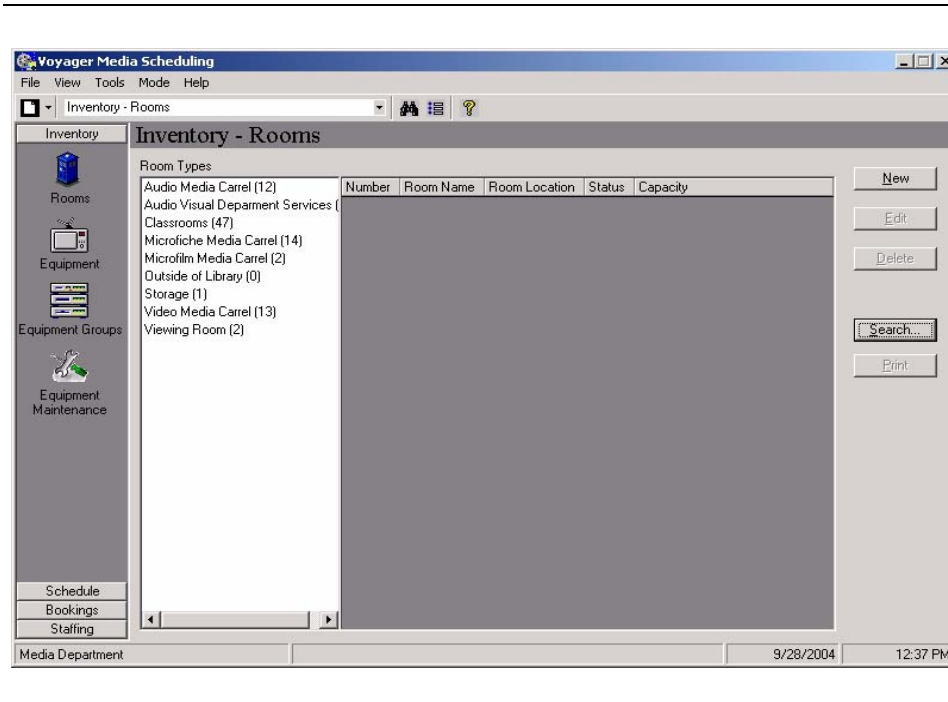 Voyager Media Scheduling
File View Tools Mode Help
Inventory - Rooms
Inventory
Inventory - Rooms
Rooms
Equipment
Equipment Groups
Equipment
Maintenance
Schedule
Bookings
Staffing
Room Types
Audio Media Carrel (12)
Audio Visual Deparment Services (
Classrooms (47)
Microfiche Media Carrel (14)
Microfilm Media Carrel (2)
Outside of Library (0)
Storage (1)
Video Media Carrel (13)
Viewing Room (2)
Number Room Name Room Location Status Capacity
New
Edit
Delete
Search...
Print
Media Department 9/28/2004 12:37 PM